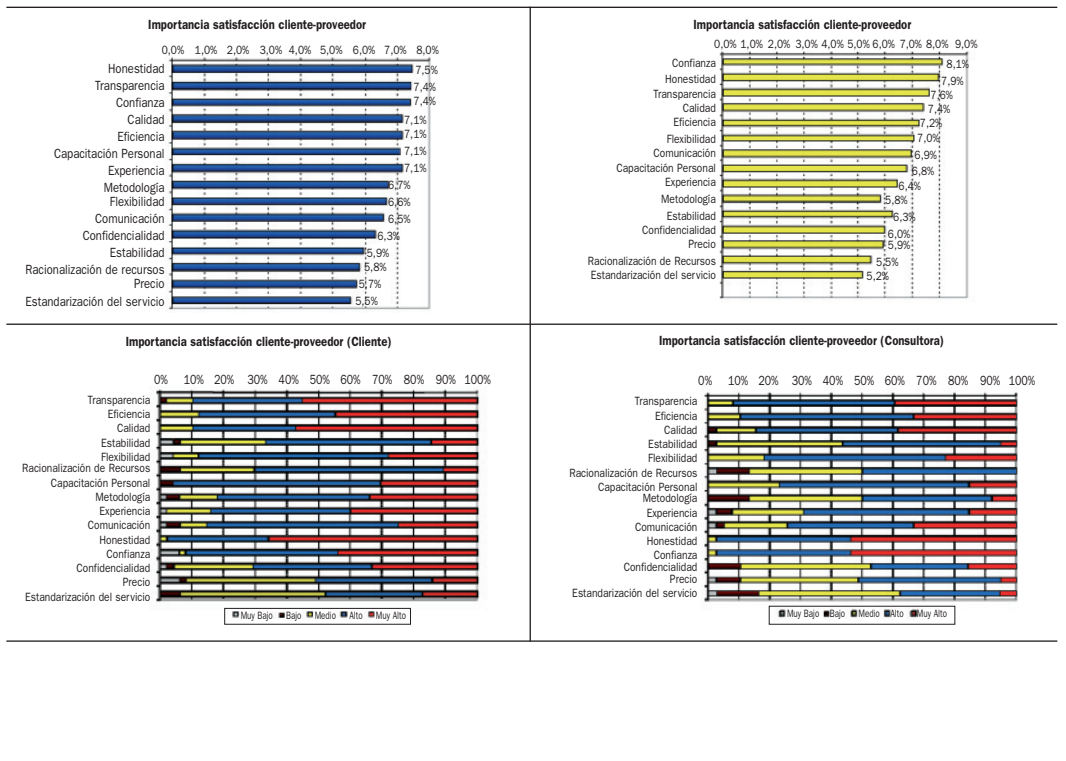 Importancia satisfacción cliente-proveedor
0,0% 1,0% 2,0% 3,0% 4,0% 5,0% 6,0% 7,0% 8,0%
Honestidad 7,5%
Transparencia 7,4%
Confianza 7,4%
Calidad 7,1%
Eficiencia 7,1%
Capacitación Personal 7,1%
Experiencia 7,1%
Metodología 6,7%
Flexibilidad 6,6%
Comunicación 6,5%
Confidencialidad 6,3%
Estabilidad 5,9%
Racionalización de recursos 5,8%
Precio 5,7%
Estandarización del servicio 5,5%
Importancia satisfacción cliente-proveedor
0,0% 1,0% 2,0% 3,0% 4,0% 5,0% 6,0% 7,0% 8,0% 9,0%
Confianza 8,1%
Honestidad 7,9%
Transparencia 7,6%
Calidad 7,4%
Eficiencia 7,2%
Flexibilidad 7,0%
Comunicación 6,9%
Capacitación Personal 6,8%
Experiencia 6,4%
Metodología 5,8%
Estabilidad 6,3%
Confidencialidad 6,0%
Precio 5,9%
Racionalización de Recursos 5,5%
Estandarización del servicio 5,2%
Importancia satisfacción cliente-proveedor (Cliente)
0% 10% 20% 30% 40% 50% 60% 70% 80% 90% 100%
Transparencia
Eficiencia
Calidad
Estabilidad
Flexibilidad
Racionalización de Recursos
Capacitación Personal
Metodología
Experiencia
Comunicación
Honestidad
Confianza
Confidencialidad
Precio
Estandarización del servicio
Muy Bajo Bajo Medio Alto Muy Alto
Importancia satisfacción cliente-proveedor (Consultora)
0% 10% 20% 30% 40% 50% 60% 70% 80% 90% 100%
Transparencia
Eficiencia
Calidad
Estabilidad
Flexibilidad
Racionalización de Recursos
Capacitación Personal
Metodología
Experiencia
Comunicación
Honestidad
Confianza
Confidencialidad
Precio
Estandarización del servicio
Muy Bajo Bajo Medio Alto Muy Alto